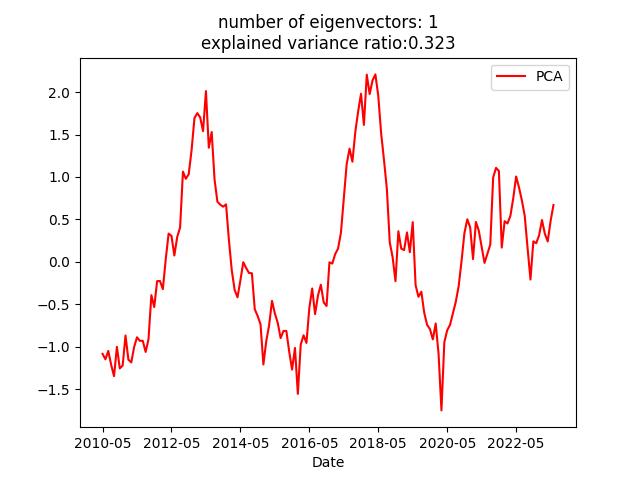 number of eigenvectors: 1
explained variance ratio:0.323
PCA
2.0
1.5
1.0
0.5
0.0
−0.5
−1.0
−1.5
2010-05 2012-05 2014-05 2016-05 2018-05 2020-05 2022-05
Date